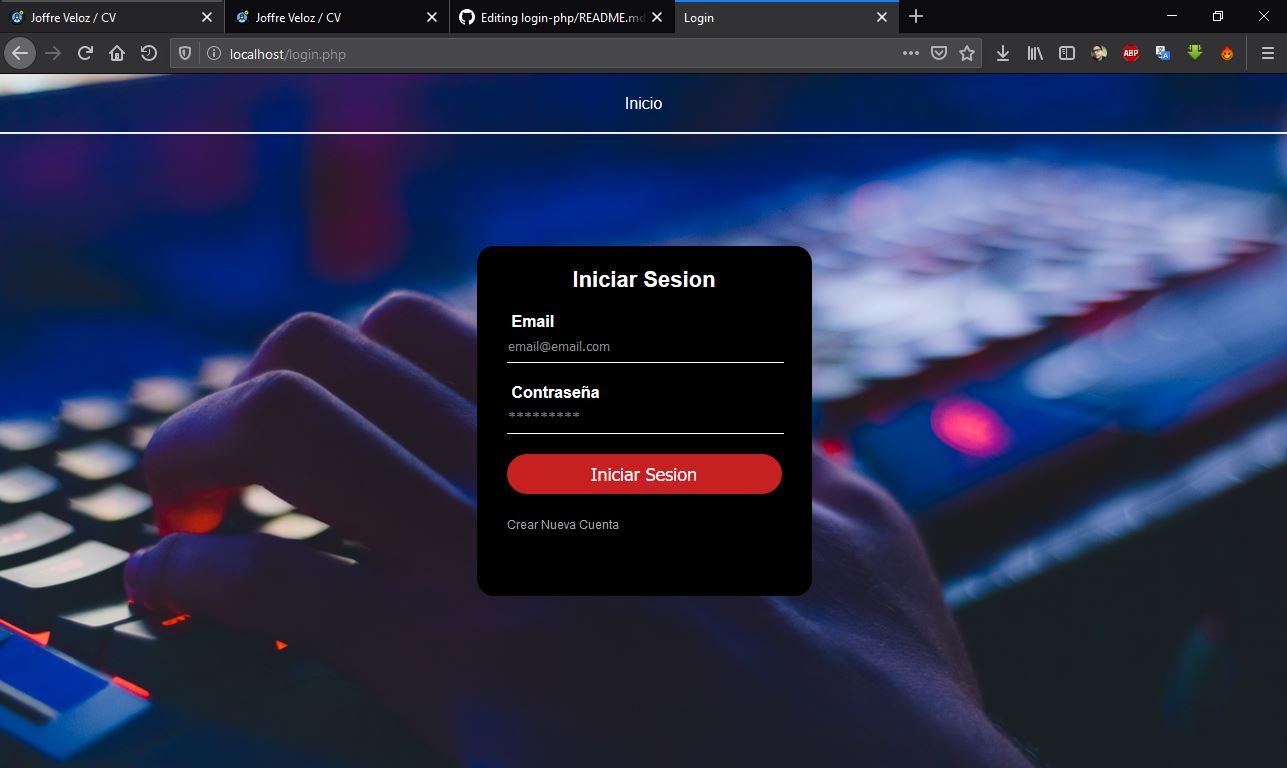 Joffre Veloz / CV
Joffre Veloz / CV
Editing login-php/README.md
Login
localhost/login.php
ABP
Inicio
Iniciar Sesion
Email
email@email.com
Contraseña
*********
Iniciar Sesion
Crear Nueva Cuenta